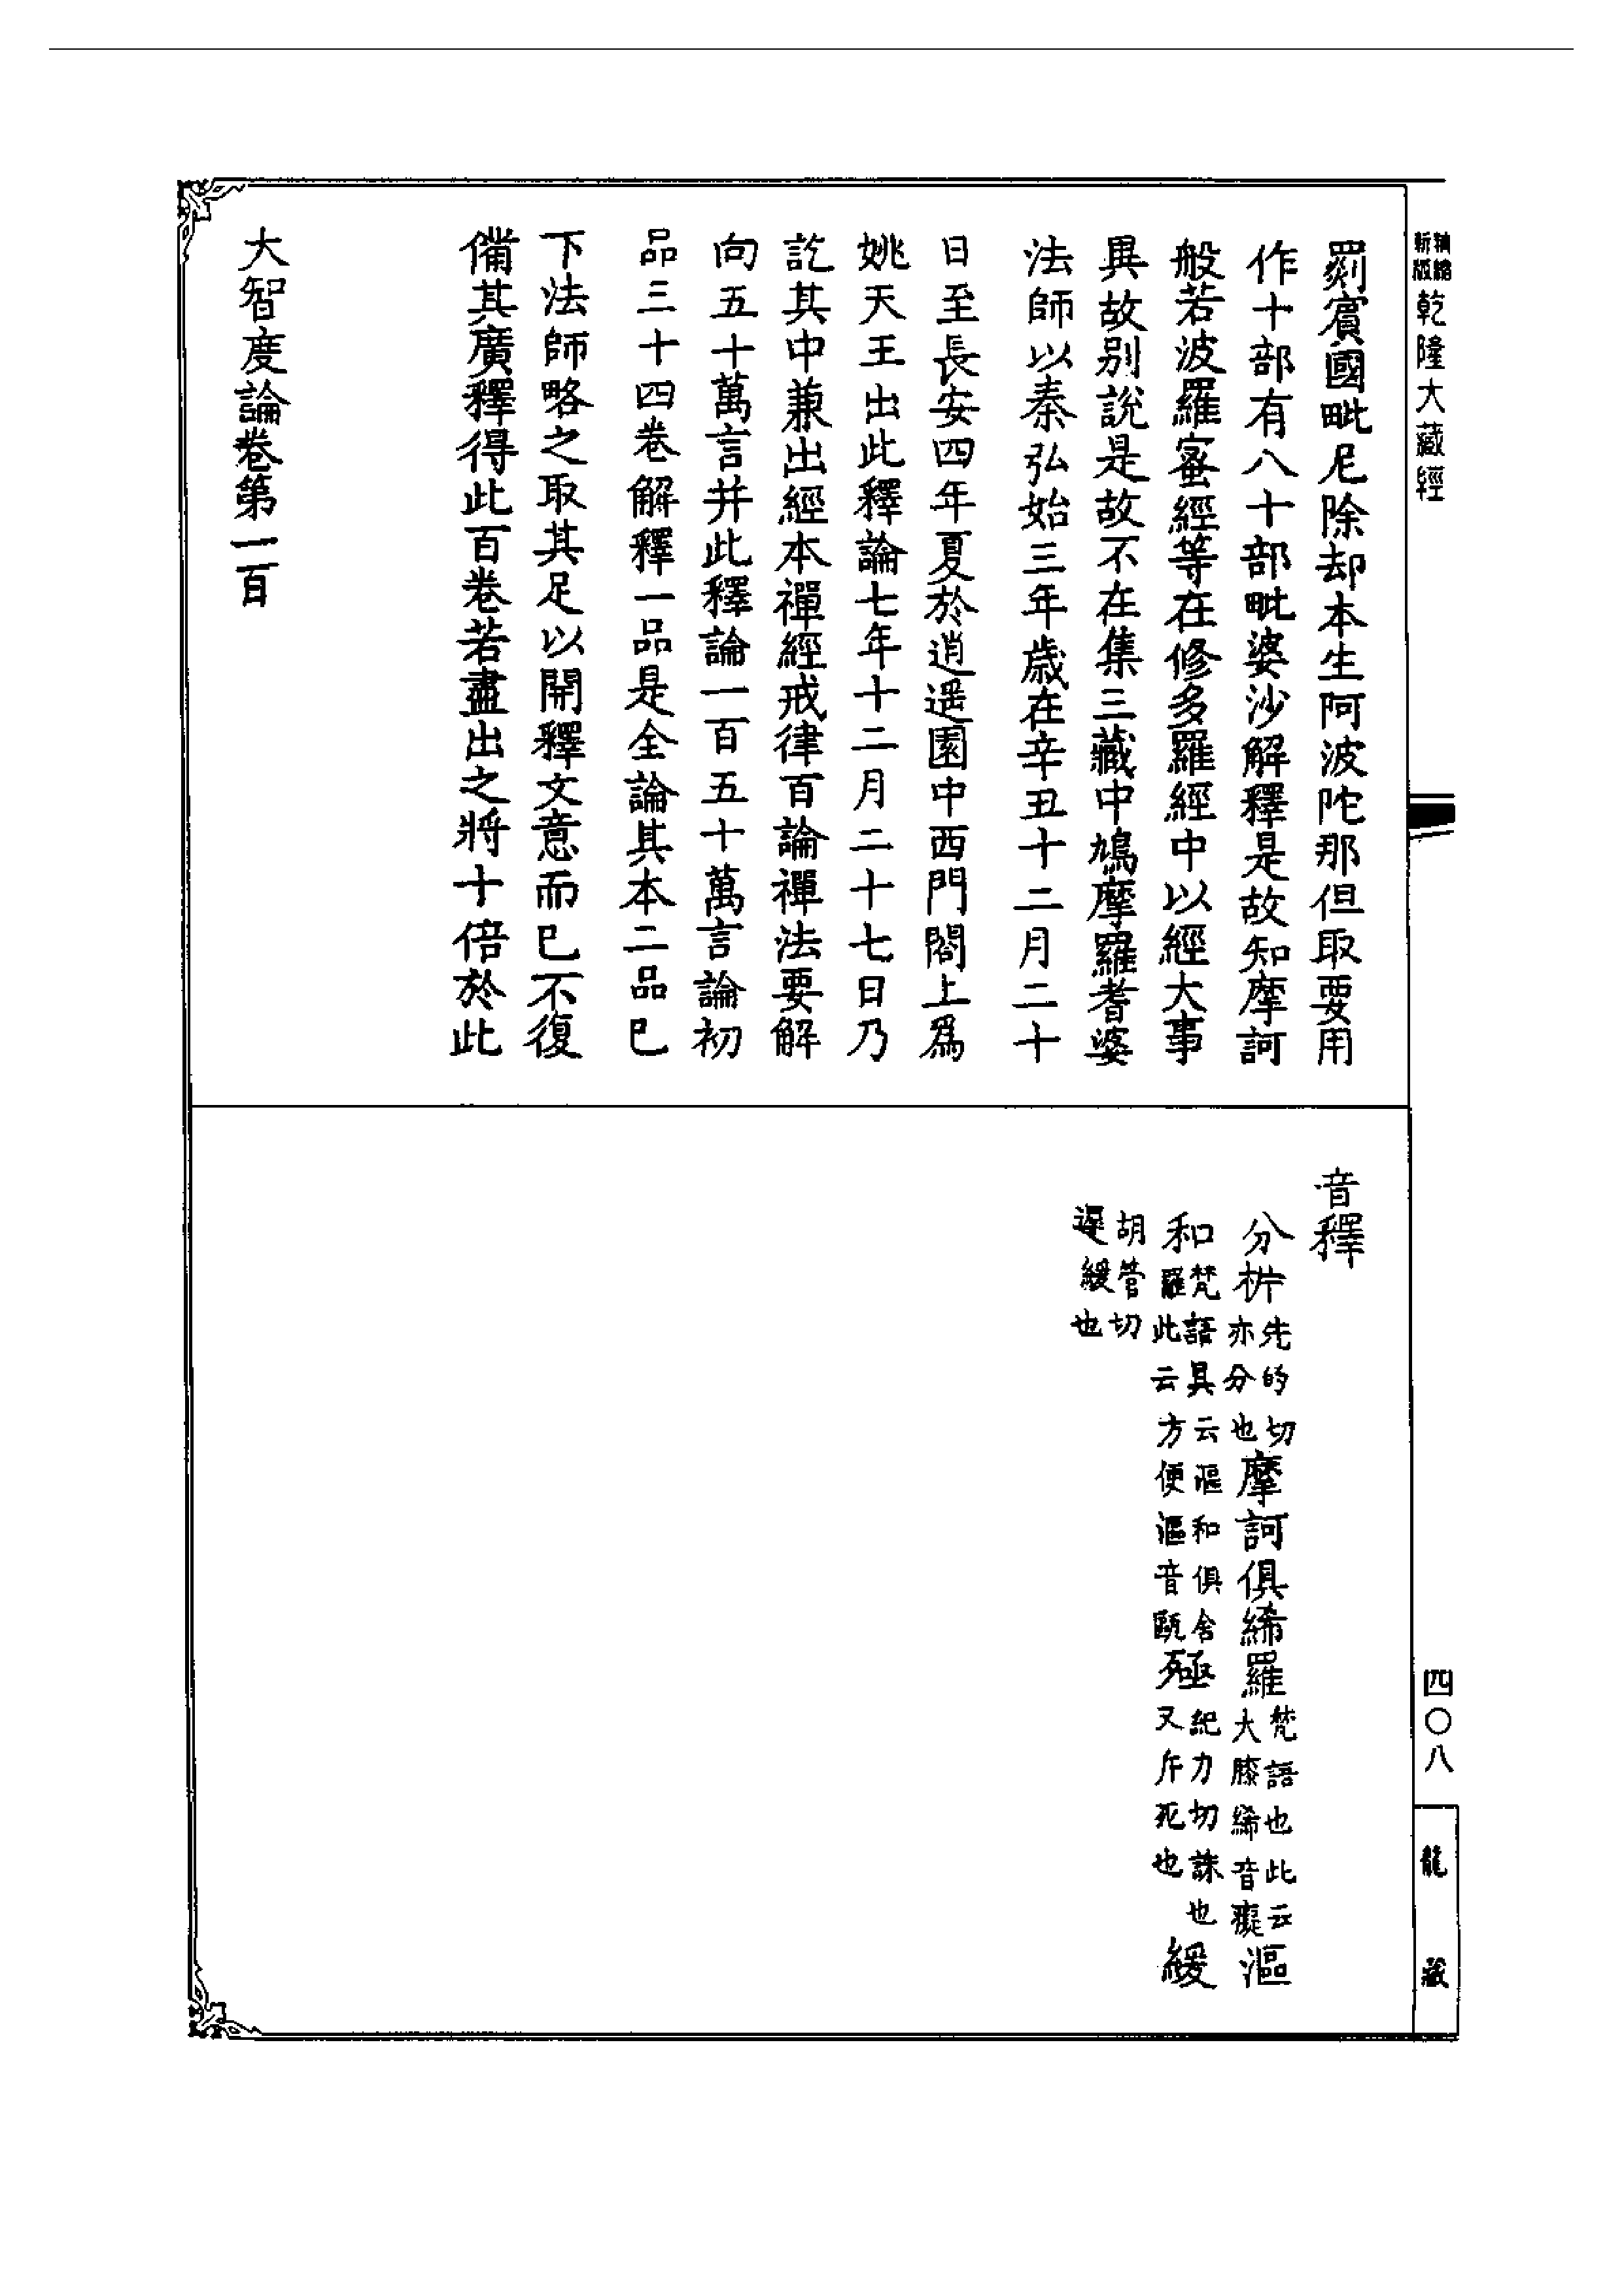 精縮新版乾隆大藏經
罽賓國毗尼除却本生阿波陀那但取要用
作十部有八十部毗婆沙解釋是故知摩訶
般若波羅蜜經等在修多羅經中以經大事
異故別說是故不在集三藏中鳩摩羅耆婆
法師以秦弘始三年歲在辛丑十二月二十
日至長安四年夏於逍遥園中西門閤上爲
姚天王出此釋論七年十二月二十七日乃
訖其中兼出經本禪經戒律百論禪法要解
向五十萬言并此釋論一百五十萬言論初
品三十四卷解釋一品是全論其本二品已
下法師略之取其足以開釋文意而已不復
備其廣釋得此百卷若盡出之將十倍於此
大智度論卷第一百
音釋
分析先的切亦分也摩訶俱絺羅梵語也此云大膝絺音癡漚
和梵語具云漚和俱舍羅此云方便漚音甌殛紀力切誅也又斥死也緩
胡管切遲緩也
四〇八
龍藏